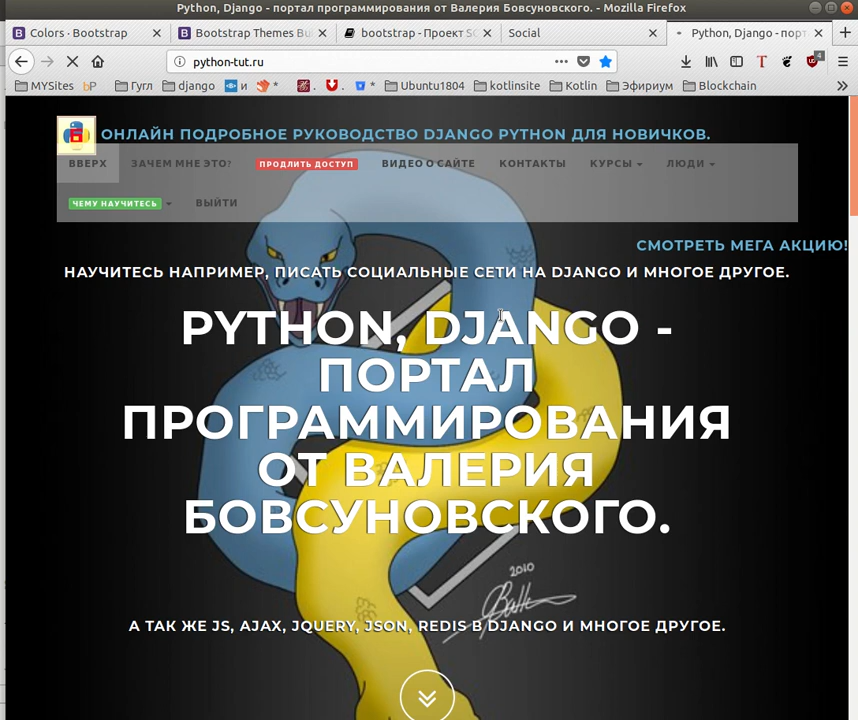 Python, Django - портал программирования от Валерия Бовсуновского. - Mozilla Firefox
Colors · Bootstrap
Bootstrap Themes Bu
bootstrap - Проект SO
Social
Python, Django - порт
python-tut.ru
4
MYSites
bP
Гугл
django
и
*
.
.
*
Ubuntu1804
kotlinsite
Kotlin
Эфириум
Blockchain
ОНЛАЙН ПОДРОБНОЕ РУКОВОДСТВО DJANGO PYTHON ДЛЯ НОВИЧКОВ.
ВВЕРХ ЗАЧЕМ МНЕ ЭТО? ПРОДЛИТЬ ДОСТУП ВИДЕО О САЙТЕ КОНТАКТЫ КУРСЫ ЛЮДИ
ЧЕМУ НАУЧИТЕСЬ ВЫЙТИ
СМОТРЕТЬ МЕГА АКЦИЮ!
НАУЧИТЕСЬ НАПРИМЕР, ПИСАТЬ СОЦИАЛЬНЫЕ СЕТИ НА DJANGO И МНОГОЕ ДРУГОЕ.
PYTHON, DJANGO -
ПОРТАЛ
ПРОГРАММИРОВАНИЯ
ОТ ВАЛЕРИЯ
БОВСУНОВСКОГО.
2010
А ТАК ЖЕ JS, AJAX, JQUERY, JSON, REDIS В DJANGO И МНОГОЕ ДРУГОЕ.